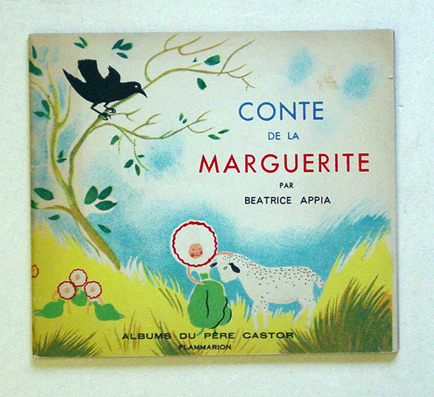 CONTE
DE LA
MARGUERITE
PAR
BEATRICE APPIA
ALBUMS DU PÈRE CASTOR
FLAMMARION